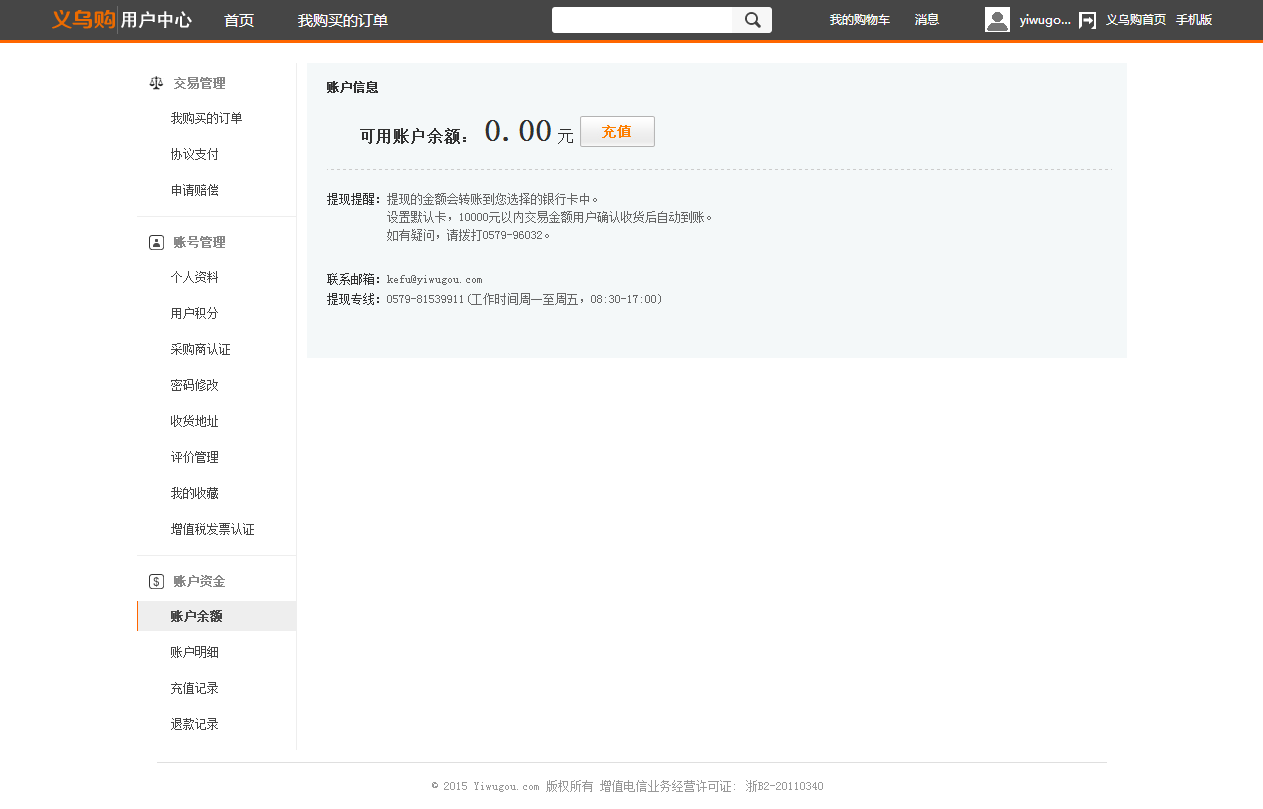 义乌购 用户中心 首页 我购买的订单 我的购物车 消息 yiwugo... 义乌购首页 手机版
交易管理
我购买的订单
协议支付
申请赔偿
账号管理
个人资料
用户积分
采购商认证
密码修改
收货地址
评价管理
我的收藏
增值税发票认证
账户资金
账户余额
账户明细
充值记录
退款记录
账户信息
可用账户余额： 0.00 元 充值
提现提醒：提现的金额会转账到您选择的银行卡中。
设置默认卡，10000元以内交易金额用户确认收货后自动到账。
如有疑问，请拨打0579-96032。
联系邮箱：kefu@yiwugou.com
提现专线：0579-81539911(工作时间周一至周五，08:30-17:00)
© 2015 Yiwugou.com 版权所有 增值电信业务经营许可证： 浙B2-20110340